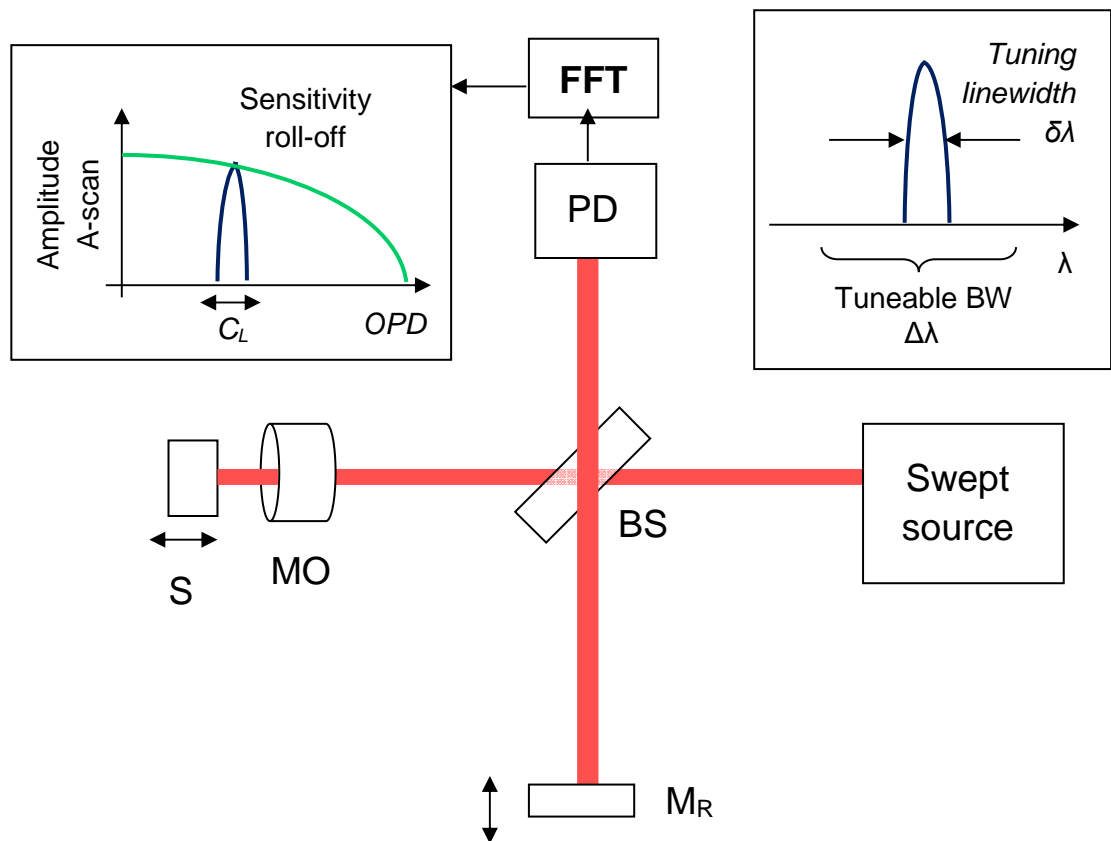 FFT
Sensitivity
roll-off
Amplitude
A-scan
C_L
OPD
Tuning
linewidth
δλ
λ
Tuneable BW
Δλ
PD
Swept
source
BS
MO
S
M_R